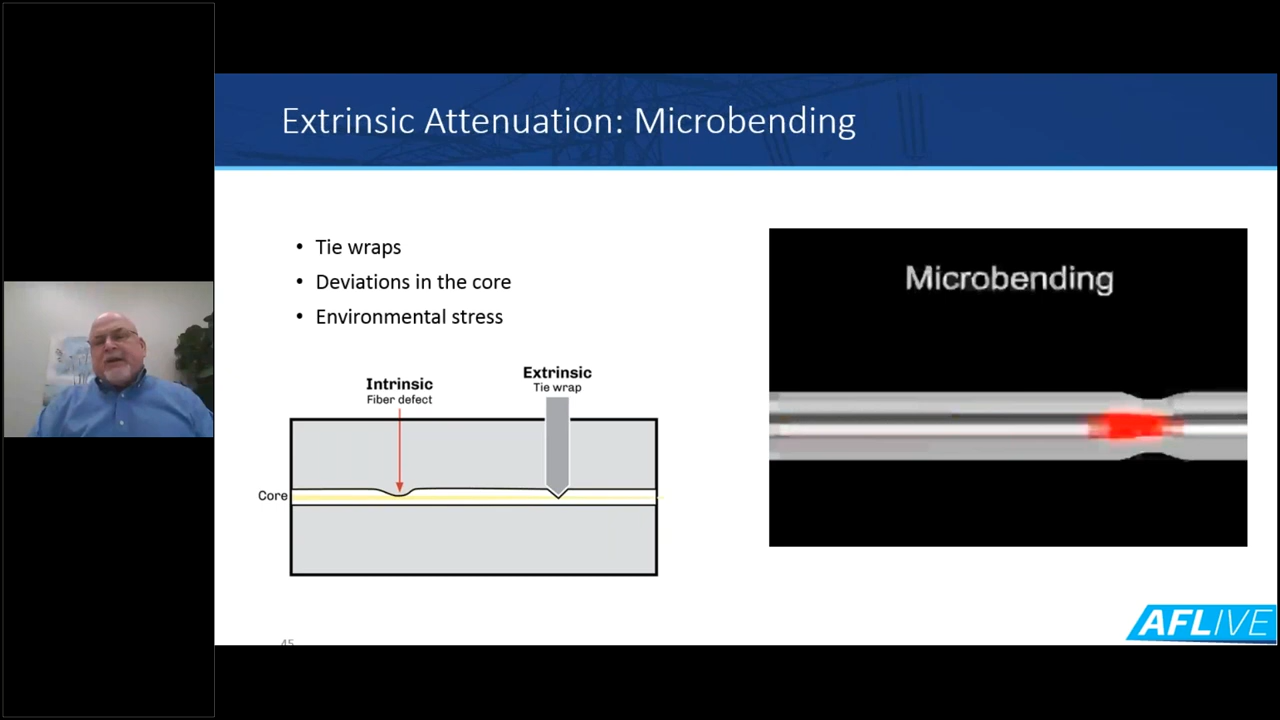 Extrinsic Attenuation: Microbending
• Tie wraps
• Deviations in the core
• Environmental stress
Intrinsic
Fiber defect
Extrinsic
Tie wrap
Core
Microbending
45
AFLIVE